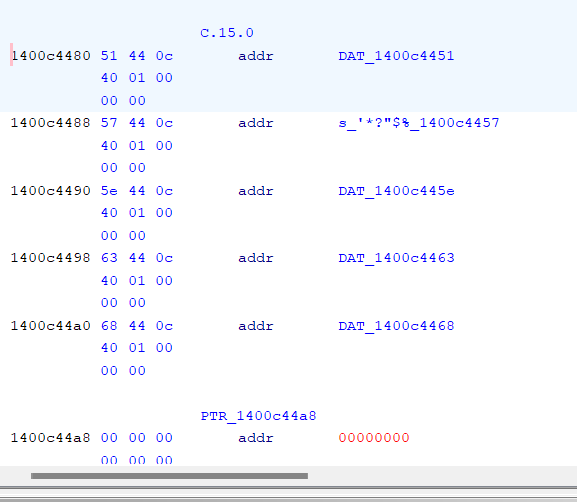 C.15.0
1400c4480 51 44 0c addr DAT_1400c4451
40 01 00
00 00
1400c4488 57 44 0c addr s_'*?"$%_1400c4457
40 01 00
00 00
1400c4490 5e 44 0c addr DAT_1400c445e
40 01 00
00 00
1400c4498 63 44 0c addr DAT_1400c4463
40 01 00
00 00
1400c44a0 68 44 0c addr DAT_1400c4468
40 01 00
00 00
PTR_1400c44a8
1400c44a8 00 00 00 addr 00000000
00 00 00